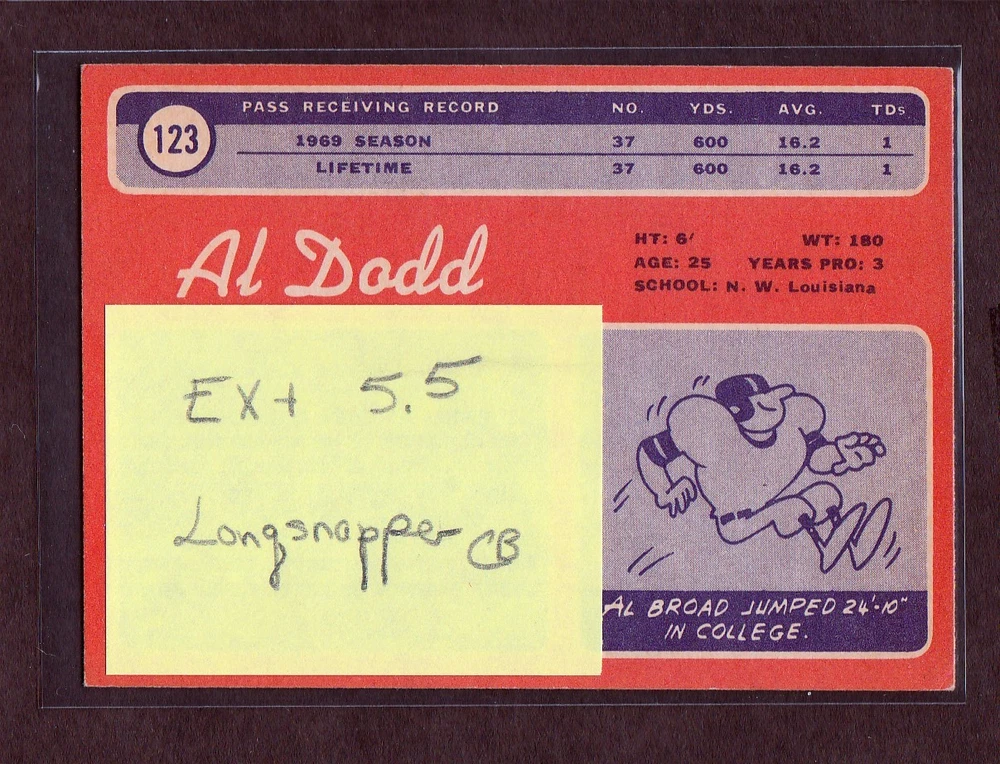 123
PASS RECEIVING RECORD NO. YDS. AVG. TDs
1969 SEASON 37 600 16.2 1
LIFETIME 37 600 16.2 1
Al Dodd
HT: 6' WT: 180
AGE: 25 YEARS PRO: 3
SCHOOL: N. W. Louisiana
EX+ 5.5
Longsnapper CB
AL BROAD JUMPED 24'-10"
IN COLLEGE.